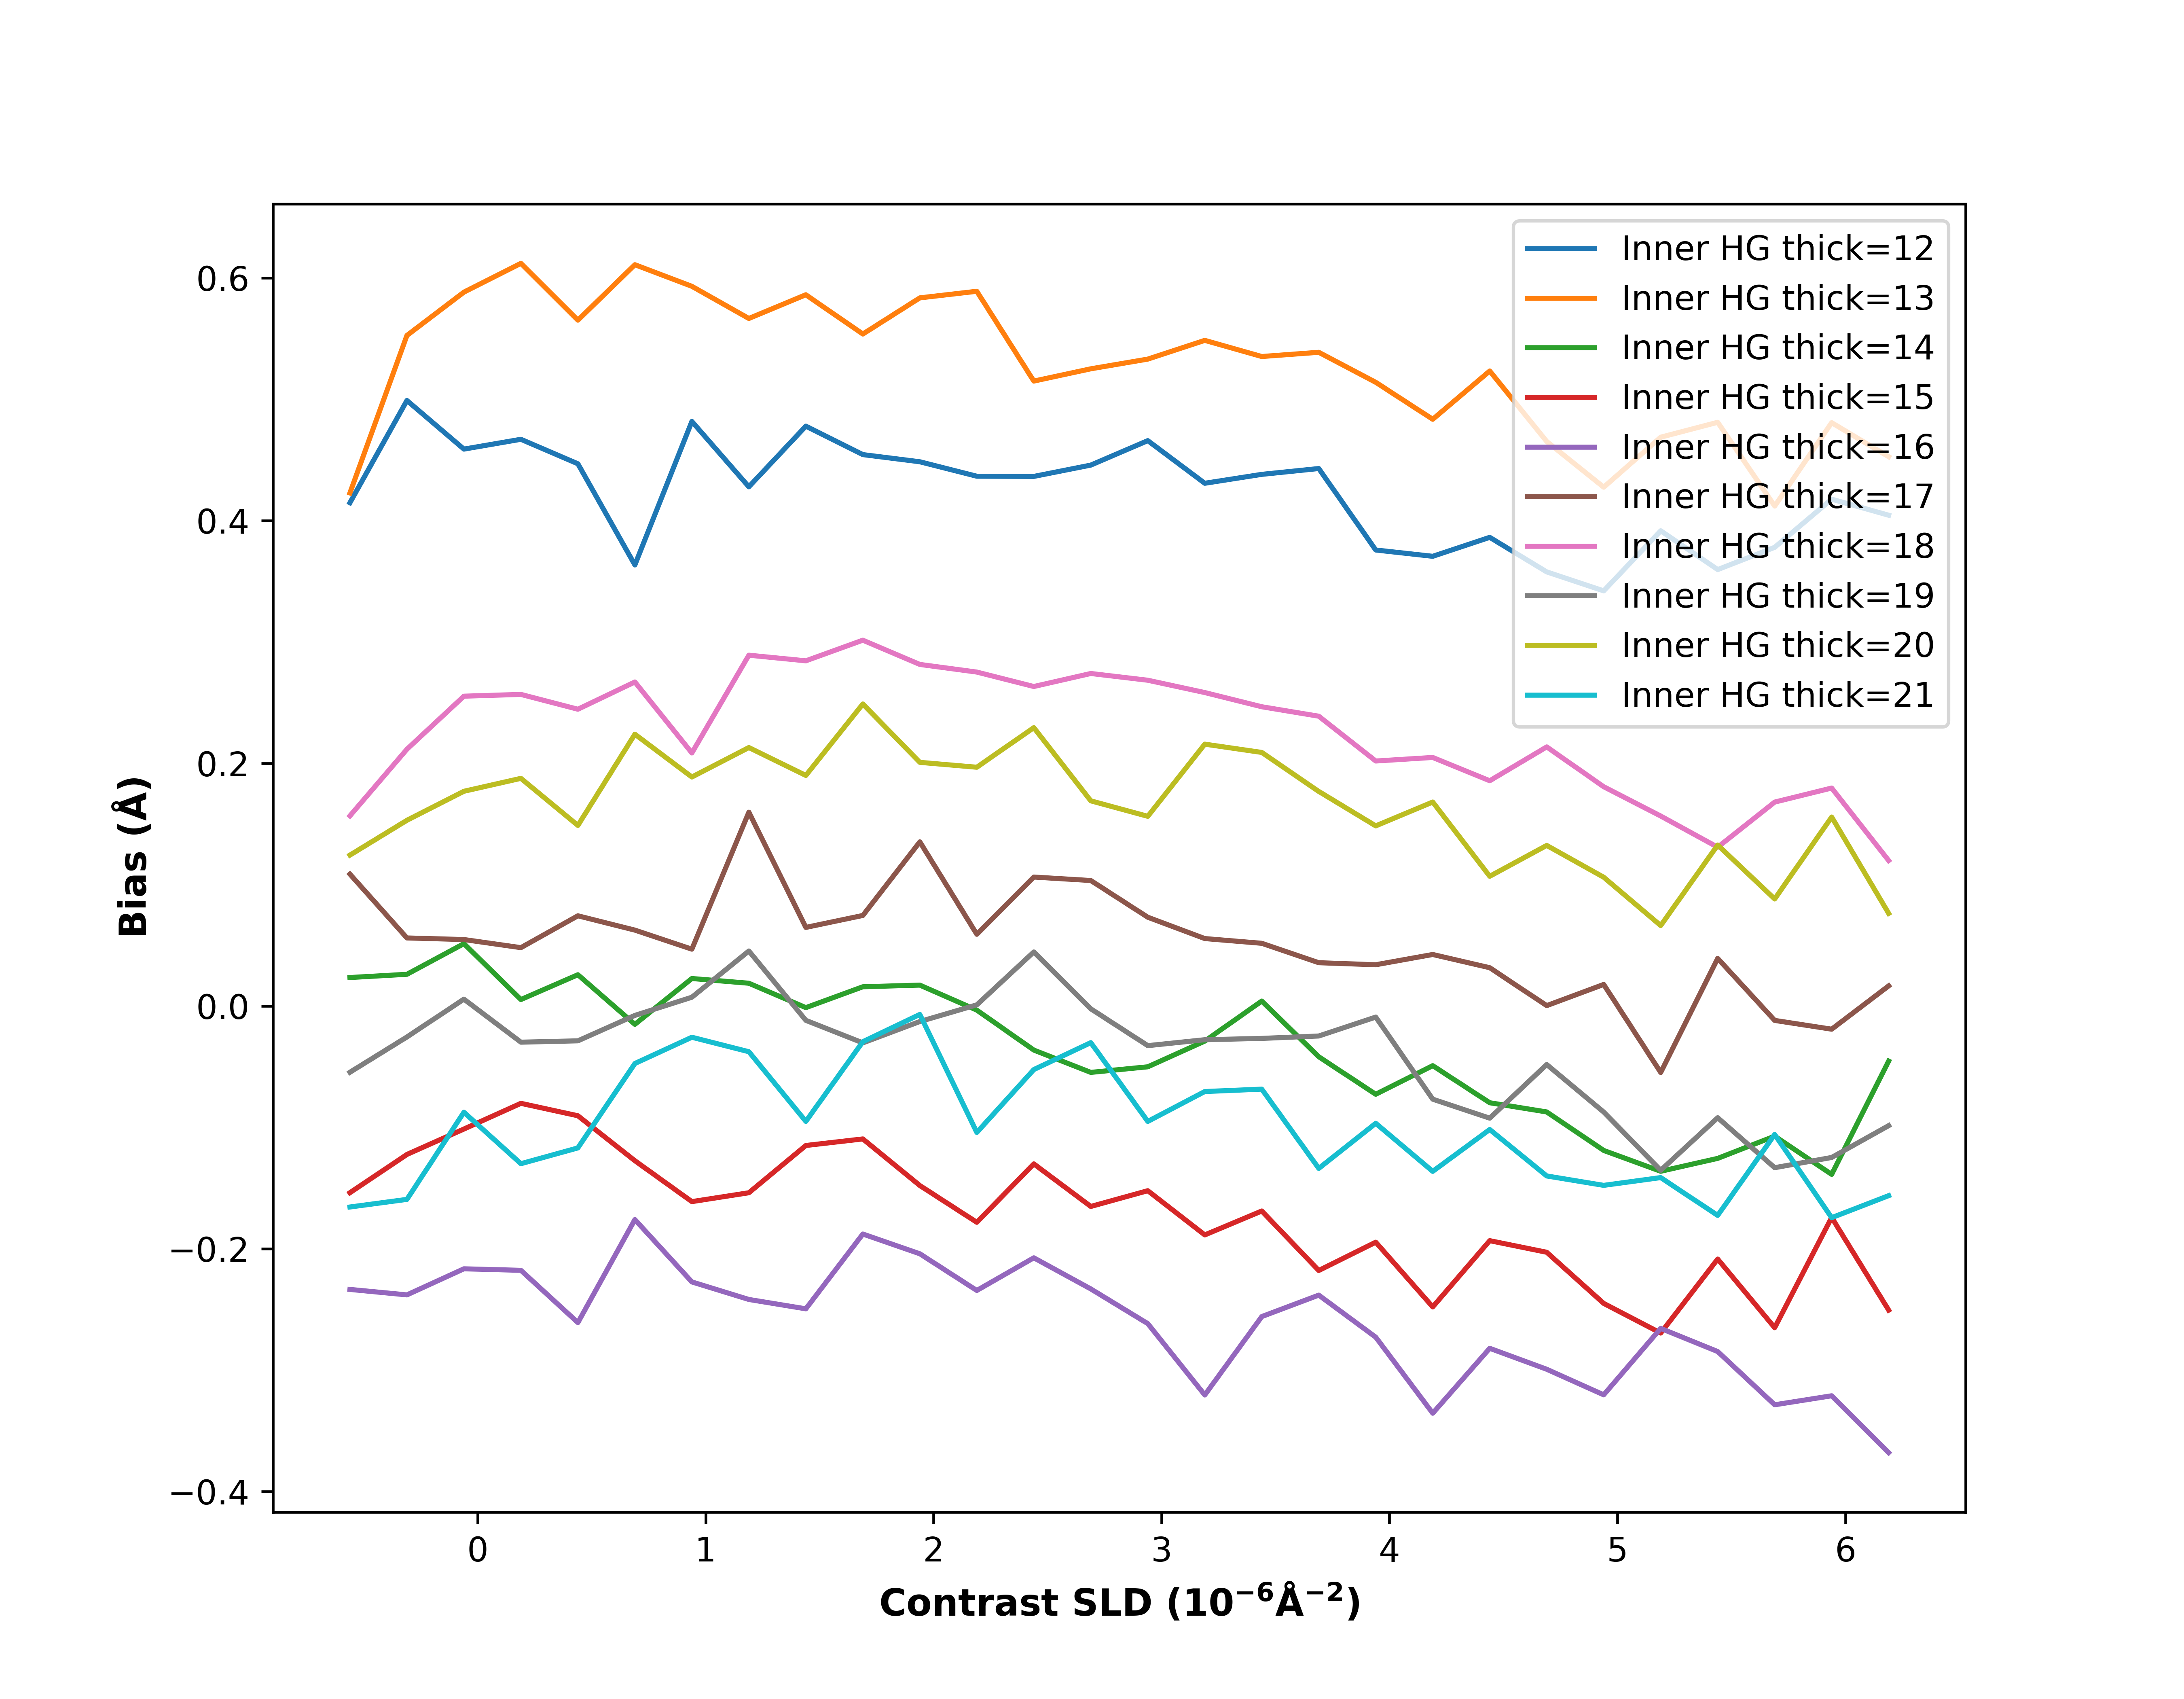 Inner HG thick=12
Inner HG thick=13
Inner HG thick=14
Inner HG thick=15
Inner HG thick=16
Inner HG thick=17
Inner HG thick=18
Inner HG thick=19
Inner HG thick=20
Inner HG thick=21
0.6
0.4
0.2
0.0
−0.2
−0.4
Bias (Å)
0 1 2 3 4 5 6
Contrast SLD (10⁻⁶Å⁻²)